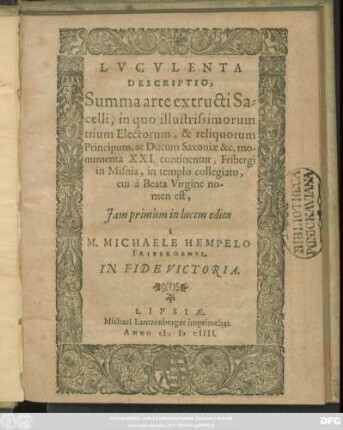 LVCVLENTA
DESCRIPTIO,
Summa arte extructi Sa-
celli, in quo illustrissimorum
trium Electorum, & reliquorum
Principum, ac Ducum Saxoniæ &c, mo-
numenta XXI. continentur, Fribergi
in Misnia, in templo collegiato,
cui à Beata Virgine no-
men est,
Jam primùm in lucem edita
à
M. MICHAELE HEMPELO
FRIBERGENSI.
IN FIDE VICTORIA.
LIPSIÆ,
Michael Lantzenberger imprimebat.
ANNO
BIBLIOTHECA
PONICKAVIANA
DFG